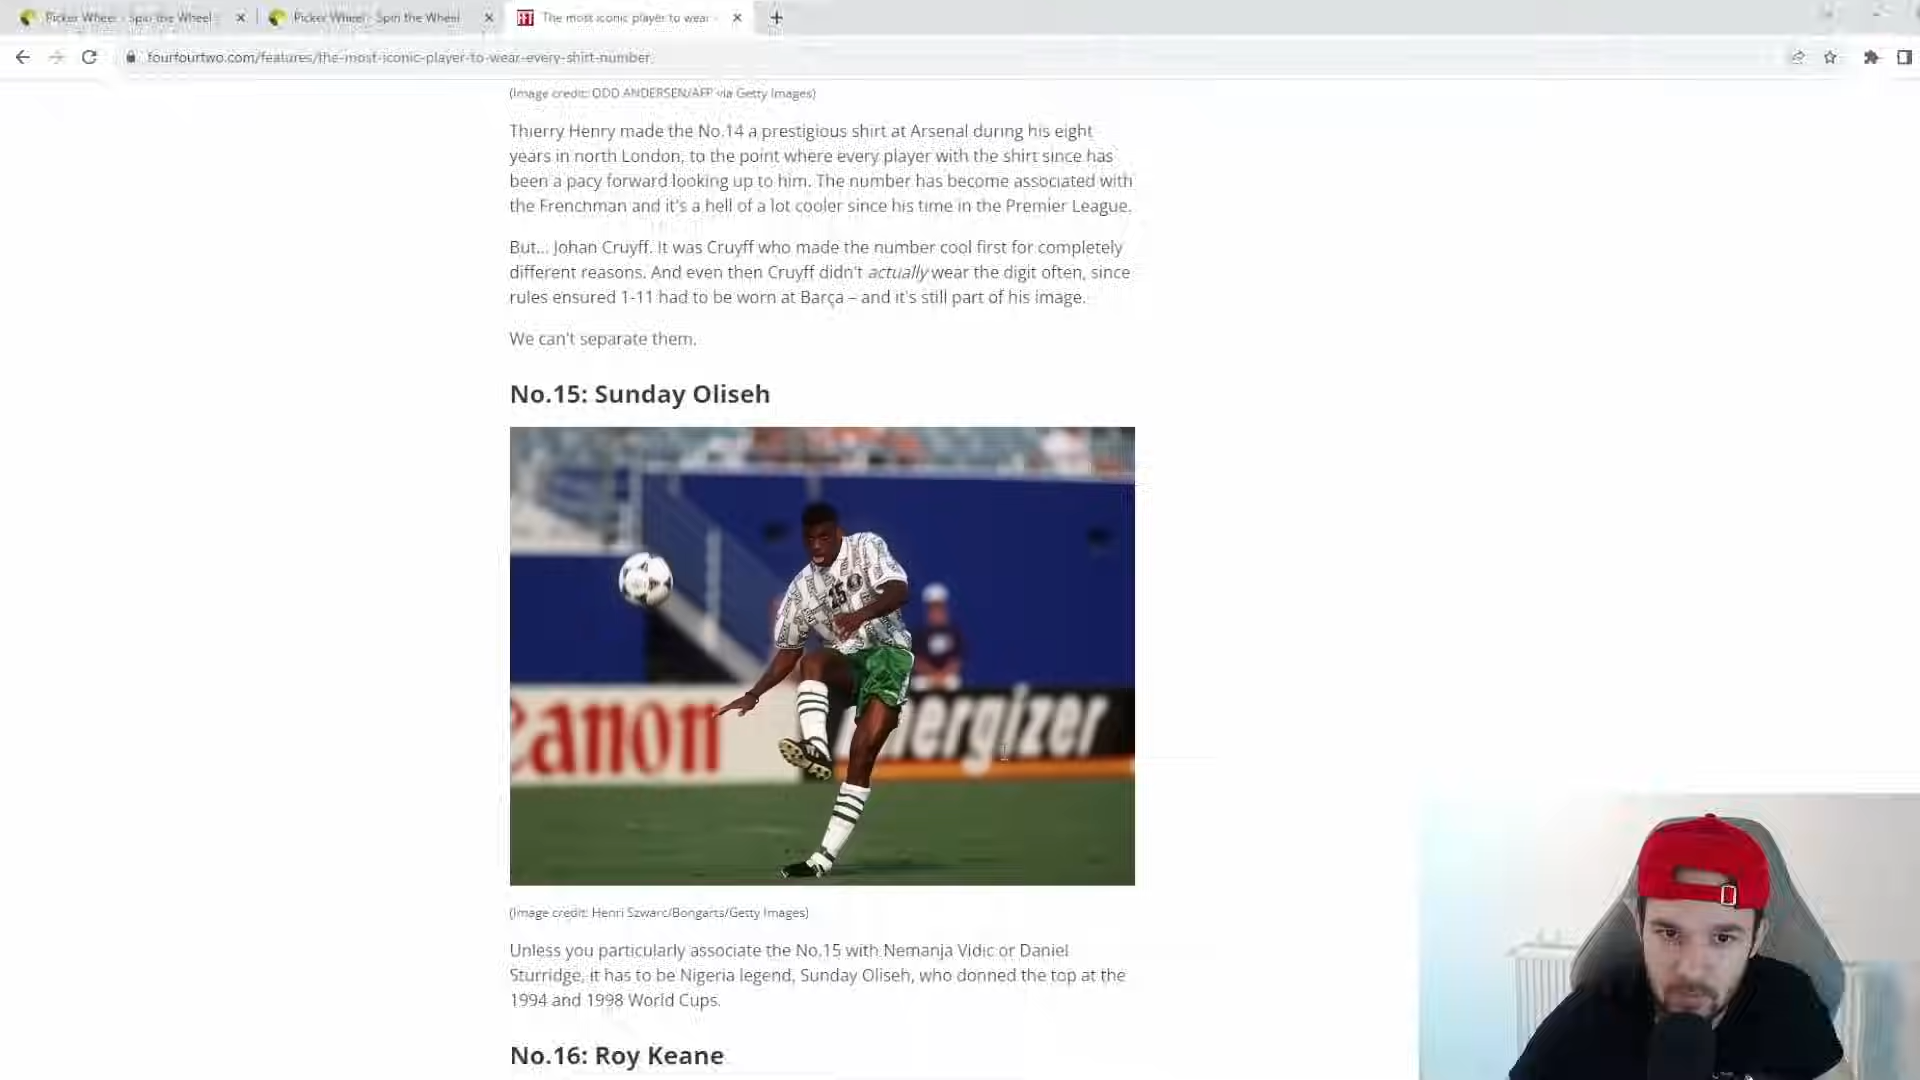 Picker Wheel - Spin the Wheel
Picker Wheel - Spin the Wheel
FFT
The most iconic player to wear
fourfourtwo.com/features/the-most-iconic-player-to-wear-every-shirt-number
(Image credit: ODD ANDERSEN/AFP via Getty Images)
Thierry Henry made the No.14 a prestigious shirt at Arsenal during his eight
years in north London, to the point where every player with the shirt since has
been a pacy forward looking up to him. The number has become associated with
the Frenchman and it's a hell of a lot cooler since his time in the Premier League.
But... Johan Cruyff. It was Cruyff who made the number cool first for completely
different reasons. And even then Cruyff didn't actually wear the digit often, since
rules ensured 1-11 had to be worn at Barça – and it's still part of his image.
We can't separate them.
No.15: Sunday Oliseh
15
anon
nergizer
(Image credit: Henri Szwarc/Bongarts/Getty Images)
Unless you particularly associate the No.15 with Nemanja Vidic or Daniel
Sturridge, it has to be Nigeria legend, Sunday Oliseh, who donned the top at the
1994 and 1998 World Cups.
No.16: Roy Keane